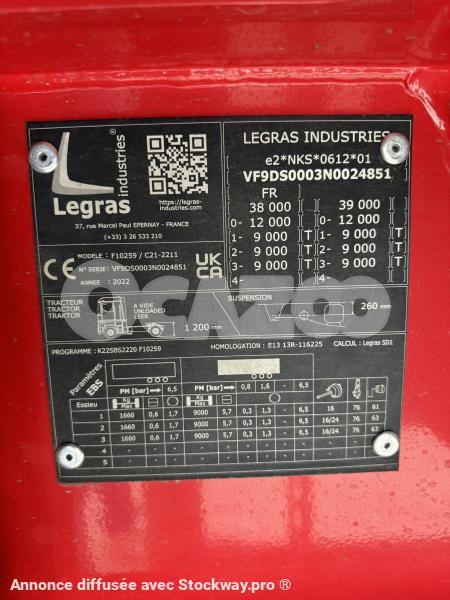 Legras
industries
®
37, rue Marcel Paul EPERNAY - FRANCE
(+33) 3 26 533 210
https://legras-industries.com
LEGRAS INDUSTRIES
e2*NKS*0612*01
VF9DS0003N0024851
FR
38 000 39 000
0- 12 000 0- 12 000
1- 9 000 T 1- 9 000 T
2- 9 000 T 2- 9 000 T
3- 9 000 T 3- 9 000 T
4- 4-
CE
MODELE : F10259 / C21-2211
N° SERIE : VF9DS0003N0024851
ANNEE : 2022
UK
CA
TRACTEUR
TRACTOR
TRAKTOR
A VIDE
UNLOADED
LEER
1 200 mm
SUSPENSION
260 mm
OCAZOO
PROGRAMME : K22SBS2220 F10259 HOMOLOGATION : E13 13R-116225 CALCUL : Legras SD1
Paramètres
EBS
PM [bar] - 6,5 PM [bar] 0,8 1,6 - 6,5
Essieu Kg Max Kg Max
1 1660 0,6 1,7 9000 5,7 0,3 1,3 - 6,5 16 76 61
2 1660 0,6 1,7 9000 5,7 0,3 1,3 - 6,5 16/24 76 63
3 1660 0,6 1,7 9000 5,7 0,3 1,3 - 6,5 16/24 76 63
4 - - - - - - - - - - - -
5 - - - - - - - - - - - -
Annonce diffusée avec Stockway.pro ®